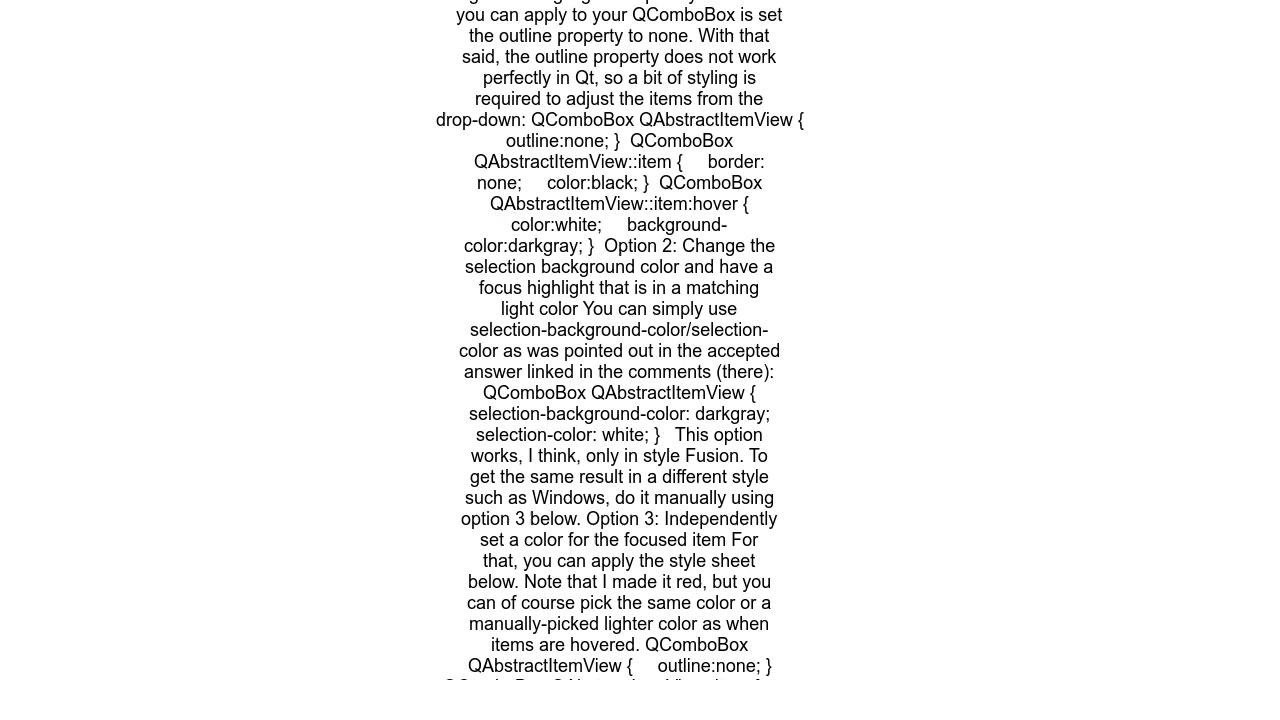 you can apply to your QComboBox is set
the outline property to none. With that
said, the outline property does not work
perfectly in Qt, so a bit of styling is
required to adjust the items from the
drop-down: QComboBox QAbstractItemView {
outline:none; }  QComboBox
QAbstractItemView::item {     border:
none;     color:black; }  QComboBox
QAbstractItemView::item:hover {
color:white;     background-
color:darkgray; }  Option 2: Change the
selection background color and have a
focus highlight that is in a matching
light color You can simply use
selection-background-color/selection-
color as was pointed out in the accepted
answer linked in the comments (there):
QComboBox QAbstractItemView {
selection-background-color: darkgray;
selection-color: white; }   This option
works, I think, only in style Fusion. To
get the same result in a different style
such as Windows, do it manually using
option 3 below. Option 3: Independently
set a color for the focused item For
that, you can apply the style sheet
below. Note that I made it red, but you
can of course pick the same color or a
manually-picked lighter color as when
items are hovered. QComboBox
QAbstractItemView {     outline:none; }